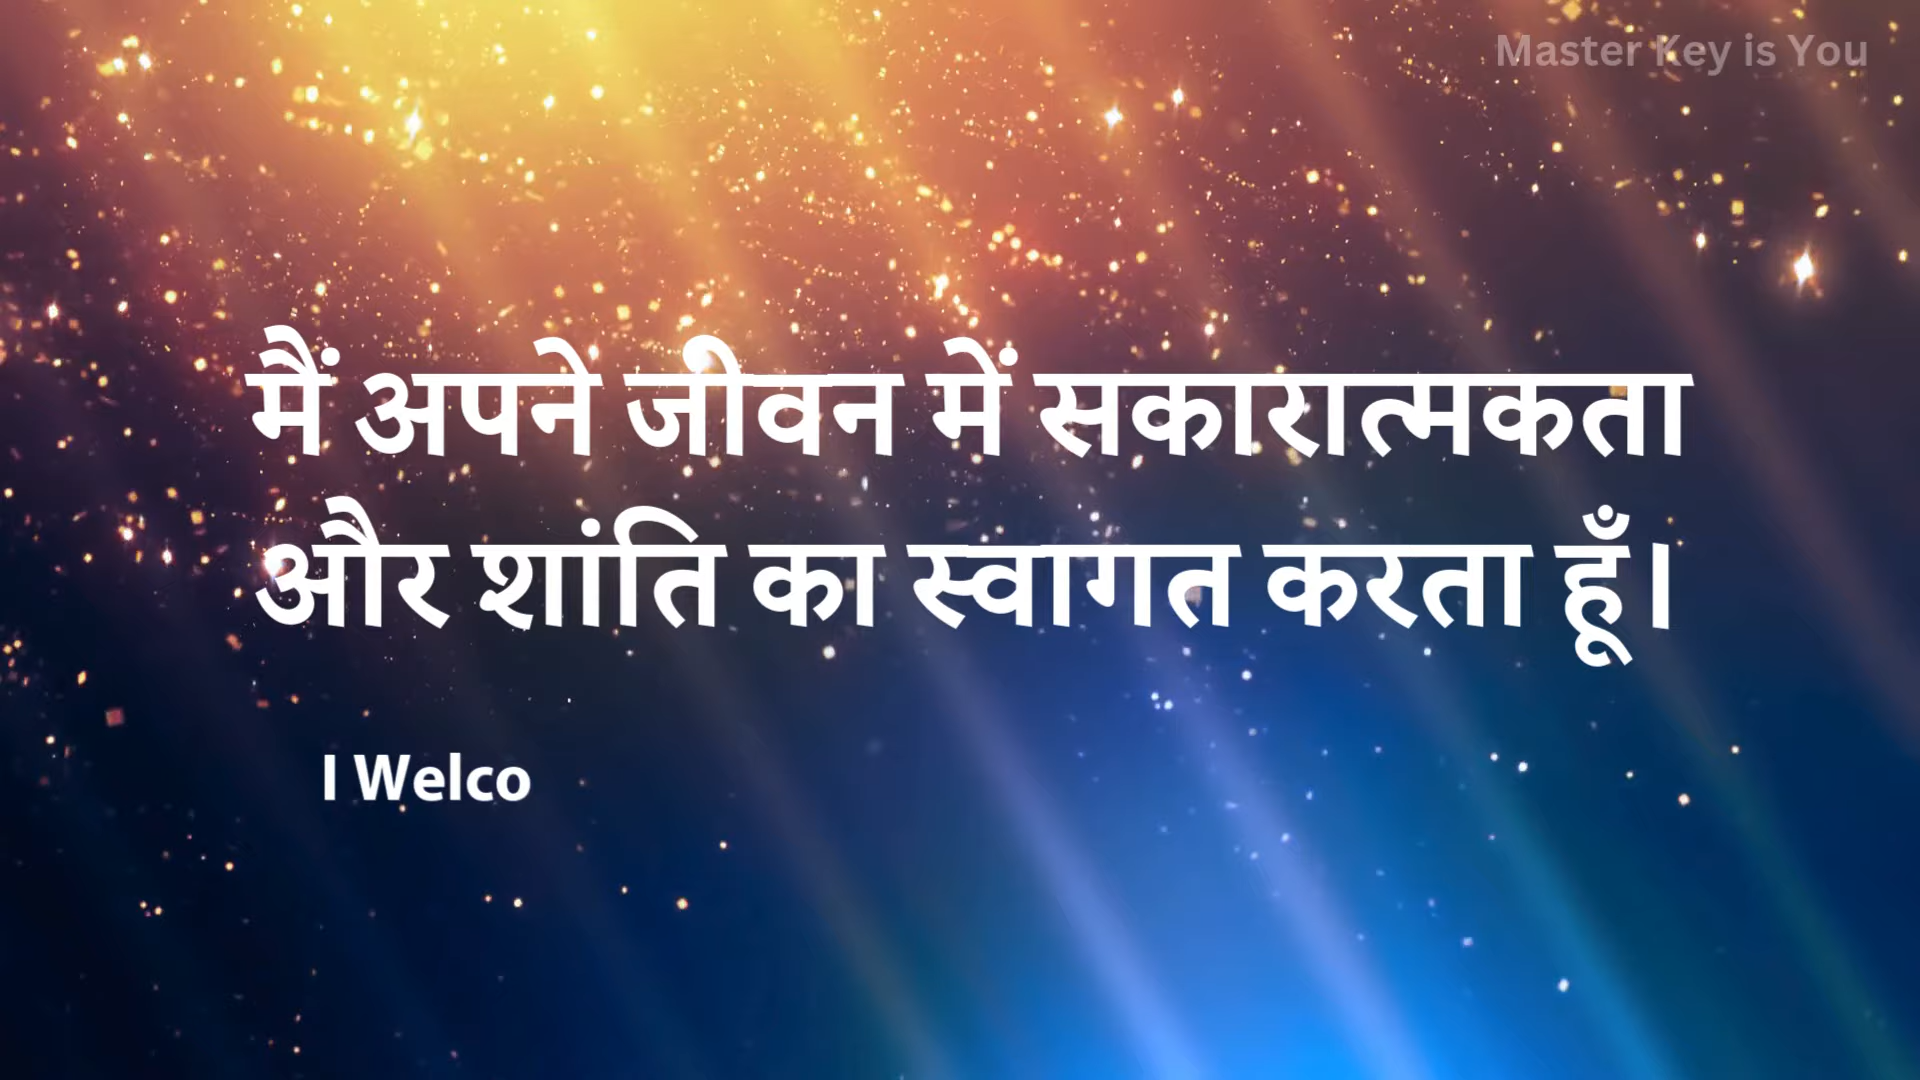 Master Key is You
मैं अपने जीवन में सकारात्मकता
और शांति का स्वागत करता हूँ।
I Welco